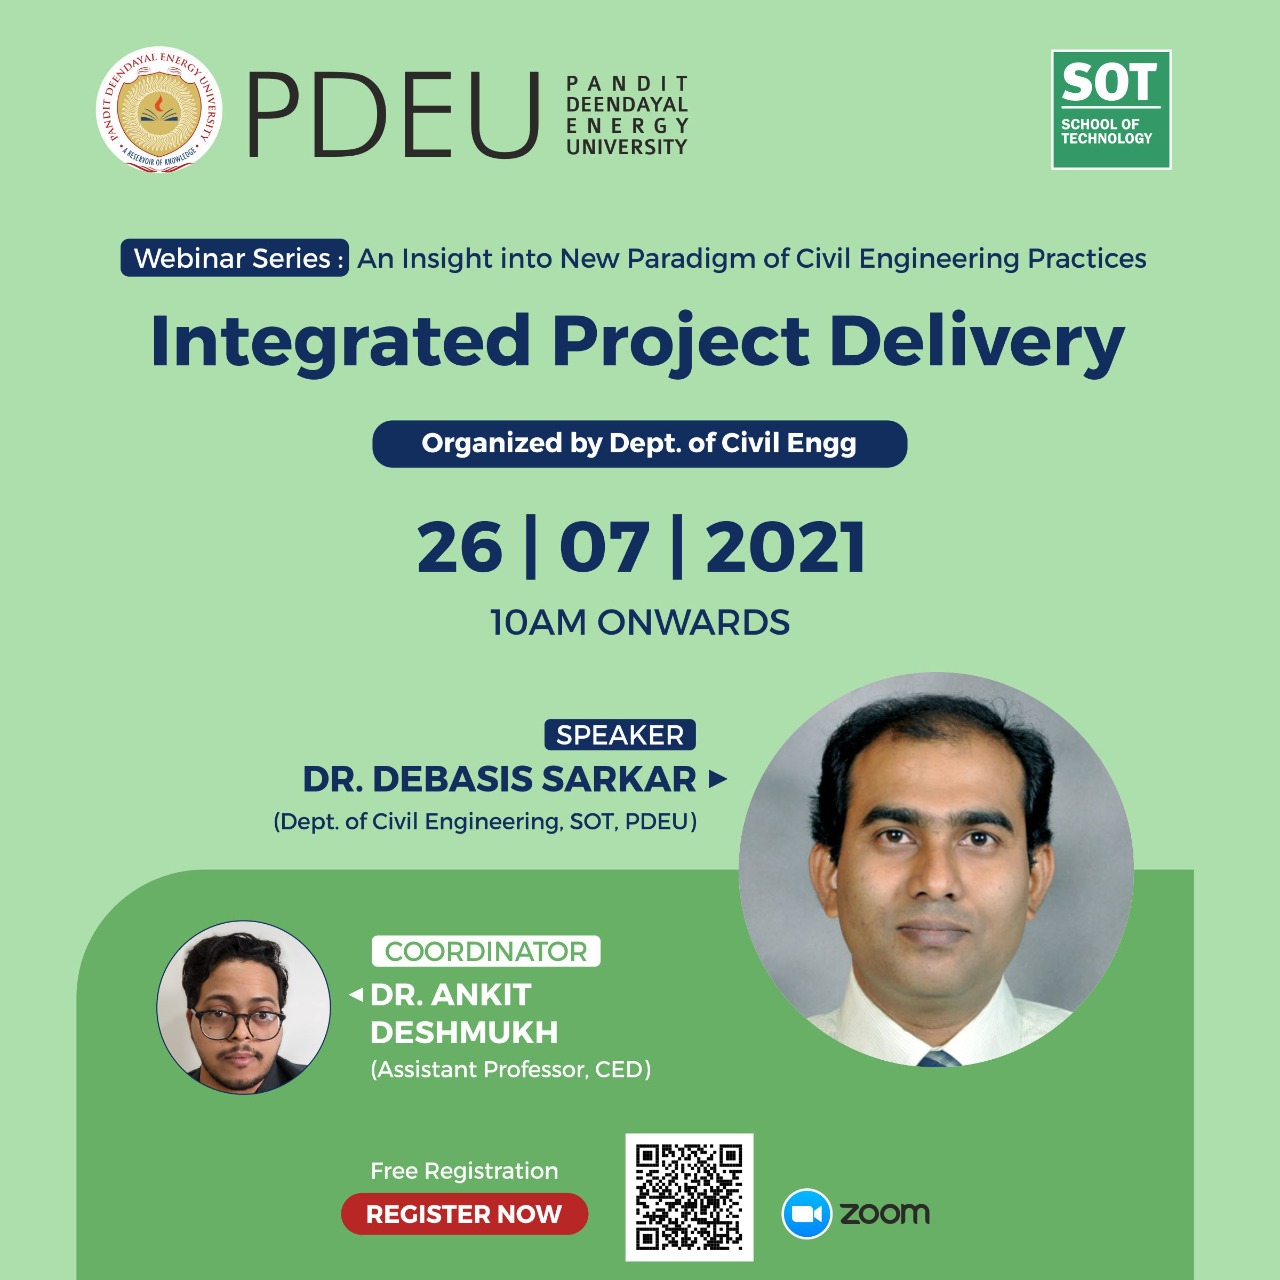 PANDIT DEENDAYAL ENERGY UNIVERSITY
• A RESERVOIR OF KNOWLEDGE •
PDEU
PANDIT
DEENDAYAL
ENERGY
UNIVERSITY
SOT
SCHOOL OF
TECHNOLOGY
Webinar Series : An Insight into New Paradigm of Civil Engineering Practices
Integrated Project Delivery
Organized by Dept. of Civil Engg
26 | 07 | 2021
10AM ONWARDS
SPEAKER
DR. DEBASIS SARKAR
(Dept. of Civil Engineering, SOT, PDEU)
COORDINATOR
DR. ANKIT
DESHMUKH
(Assistant Professor, CED)
Free Registration
REGISTER NOW
zoom